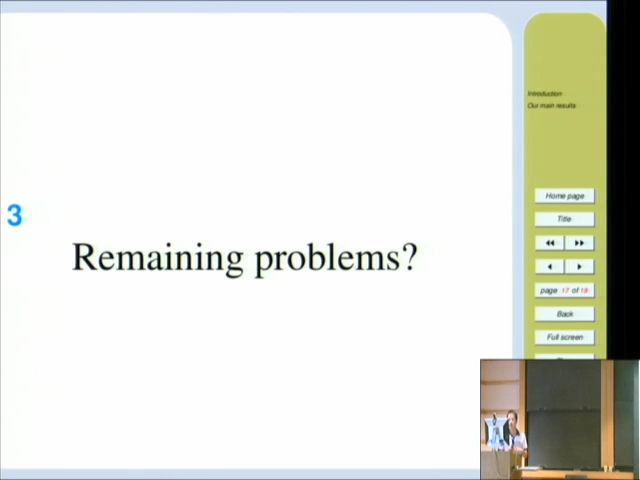 Introduction
Our main results
Home page
Title
3
Remaining problems?
page 17 of 18
Back
Full screen